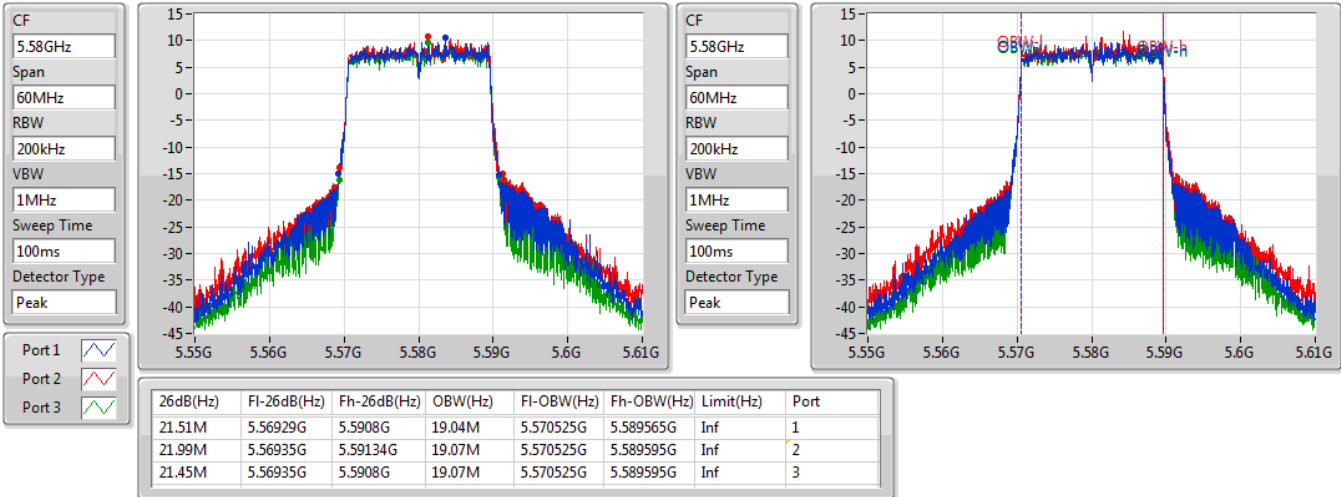 CF
5.58GHz
Span
60MHz
RBW
200kHz
VBW
1MHz
Sweep Time
100ms
Detector Type
Peak
15
10
5
0
-5
-10
-15
-20
-25
-30
-35
-40
-45
5.55G 5.56G 5.57G 5.58G 5.59G 5.6G 5.61G
CF
5.58GHz
Span
60MHz
RBW
200kHz
VBW
1MHz
Sweep Time
100ms
Detector Type
Peak
15
10
5
0
-5
-10
-15
-20
-25
-30
-35
-40
-45
OBW-l OBW-h
5.55G 5.56G 5.57G 5.58G 5.59G 5.6G 5.61G
Port 1
Port 2
Port 3
26dB(Hz) Fl-26dB(Hz) Fh-26dB(Hz) OBW(Hz) Fl-OBW(Hz) Fh-OBW(Hz) Limit(Hz) Port
21.51M 5.56929G 5.5908G 19.04M 5.570525G 5.589565G Inf 1
21.99M 5.56935G 5.59134G 19.07M 5.570525G 5.589595G Inf 2
21.45M 5.56935G 5.5908G 19.07M 5.570525G 5.589595G Inf 3